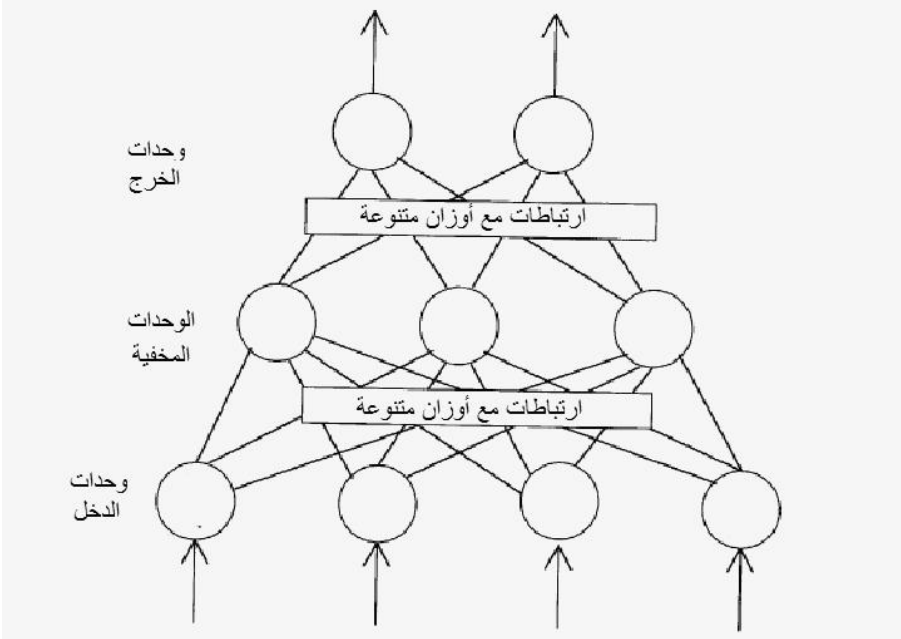 وحدات
الخرج
ارتباطات مع أوزان متنوعة
الوحدات
المخفية
ارتباطات مع أوزان متنوعة
وحدات
الدخل